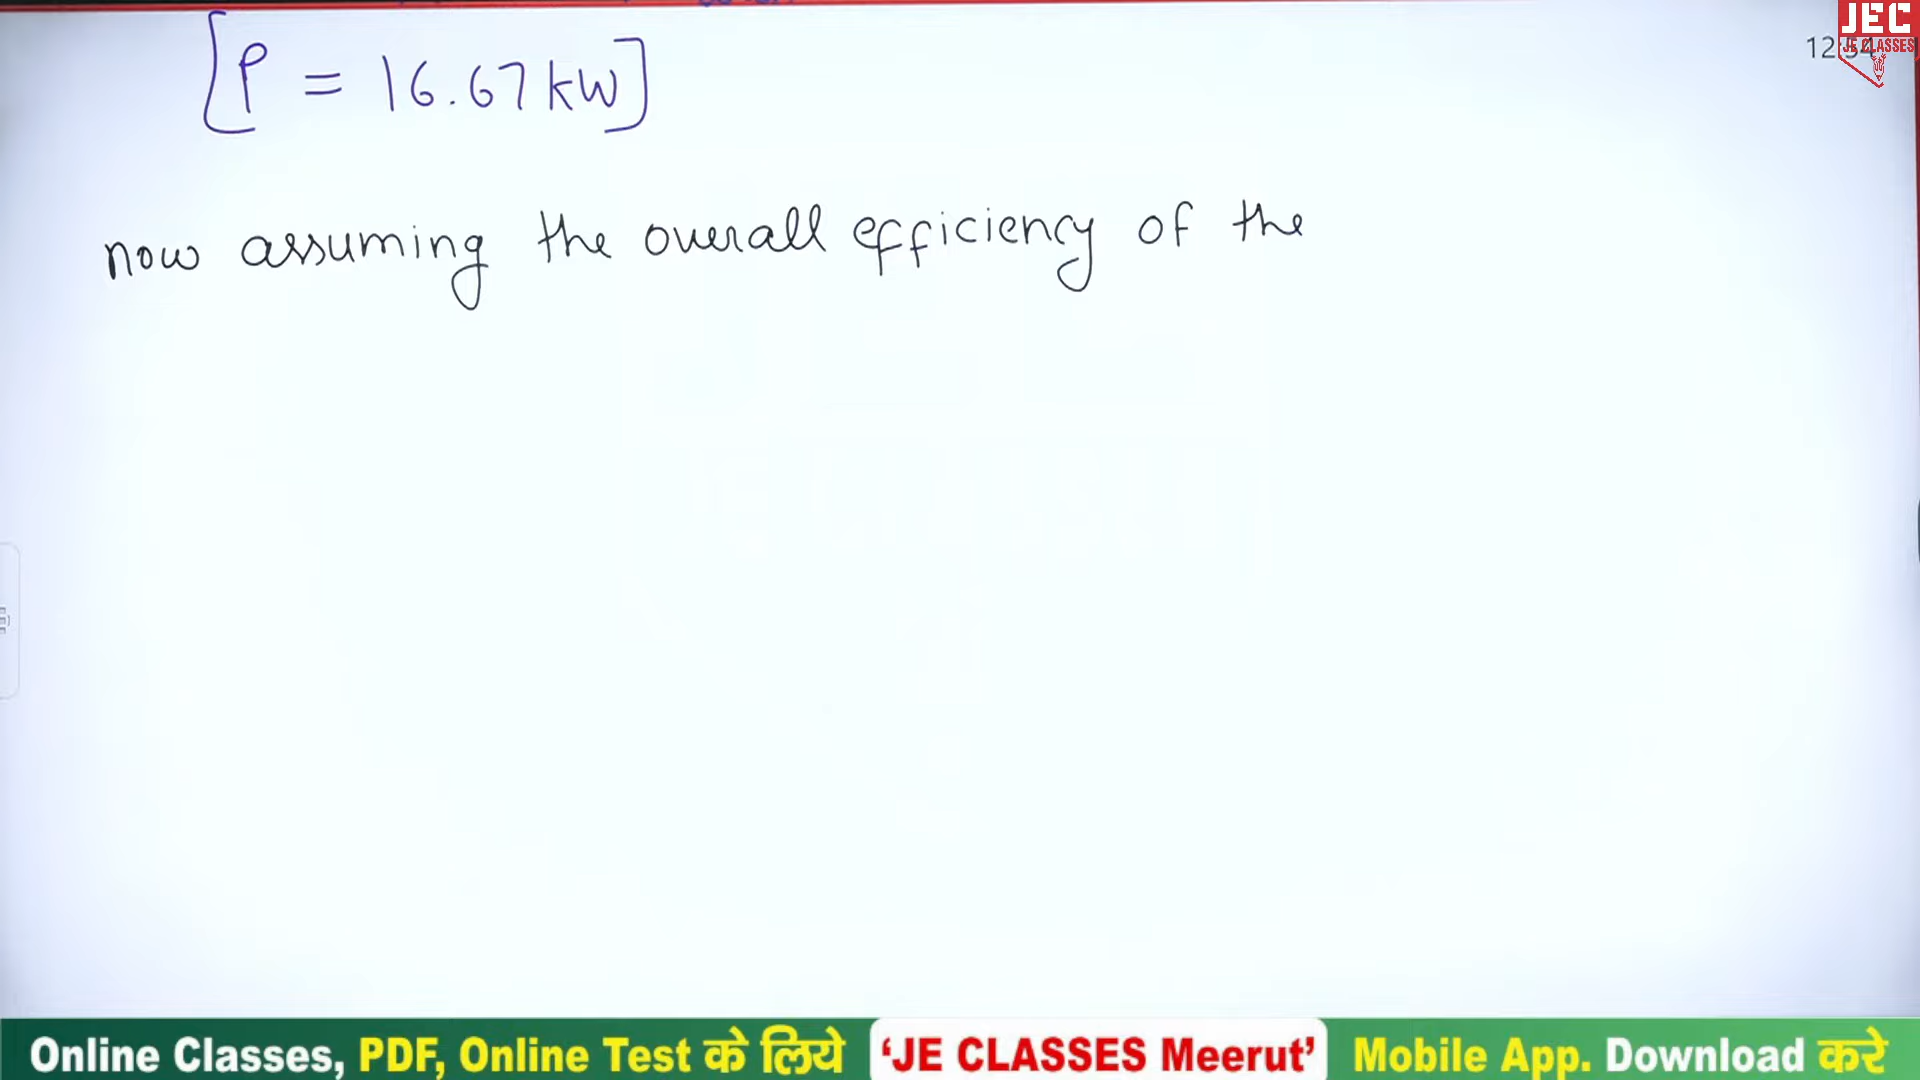 [P = 16.67 kW]
JEC
JE CLASSES
now assuming the overall efficiency of the
Online Classes, PDF, Online Test के लिये 'JE CLASSES Meerut' Mobile App. Download करे